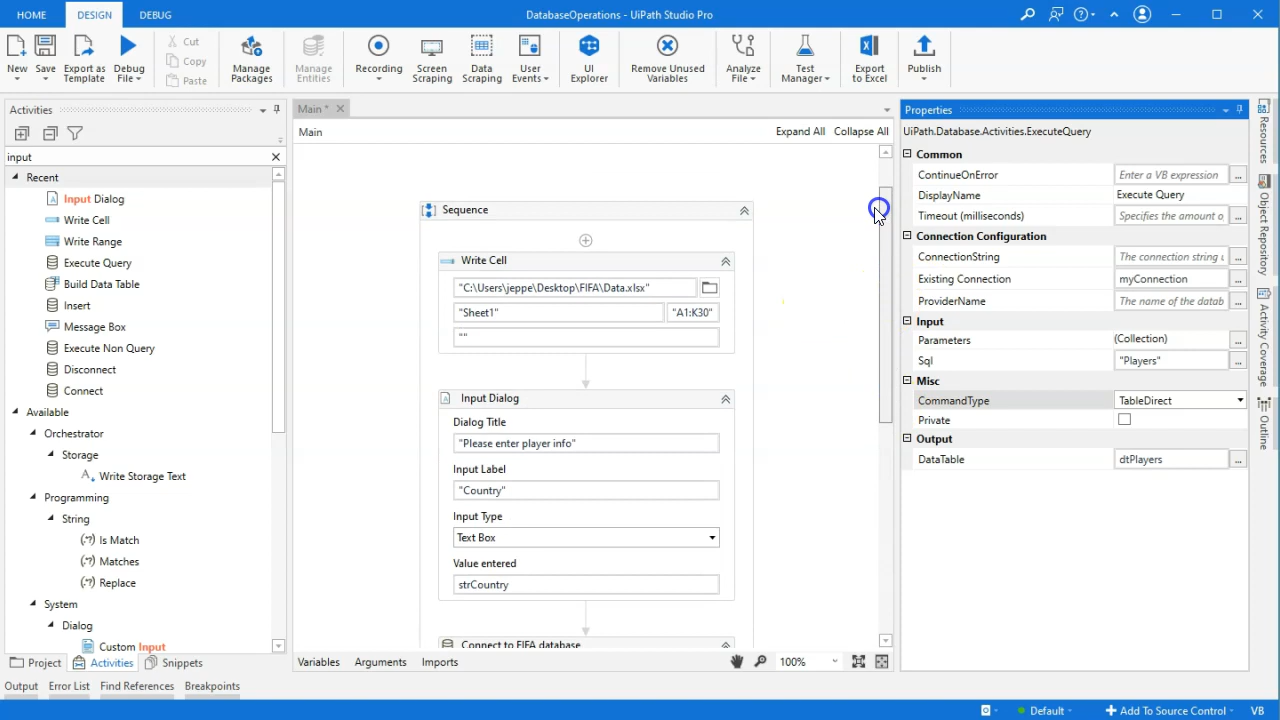 HOME
DESIGN
DEBUG
DatabaseOperations - UiPath Studio Pro
New
Save
Export as Template
Debug File
Cut
Copy
Paste
Manage Packages
Manage Entities
Recording
Screen Scraping
Data Scraping
User Events
UI Explorer
Remove Unused Variables
Analyze File
Test Manager
Export to Excel
Publish
Activities
input
Recent
Input Dialog
Write Cell
Write Range
Execute Query
Build Data Table
Insert
Message Box
Execute Non Query
Disconnect
Connect
Available
Orchestrator
Storage
Write Storage Text
Programming
String
Is Match
Matches
Replace
System
Dialog
Custom Input
Project
Activities
Snippets
Main *
Main
Expand All
Collapse All
Sequence
Write Cell
"C:\Users\jeppe\Desktop\FIFA\Data.xlsx"
"Sheet1"
"A1:K30"
""
Input Dialog
Dialog Title
"Please enter player info"
Input Label
"Country"
Input Type
Text Box
Value entered
strCountry
Connect to FIFA database
Variables
Arguments
Imports
100%
Properties
UiPath.Database.Activities.ExecuteQuery
Common
ContinueOnError Enter a VB expression ...
DisplayName Execute Query
Timeout (milliseconds) Specifies the amount o ...
Connection Configuration
ConnectionString The connection string u ...
Existing Connection myConnection ...
ProviderName The name of the datab ...
Input
Parameters (Collection) ...
Sql "Players" ...
Misc
CommandType TableDirect
Private
Output
DataTable dtPlayers ...
Resources
Object Repository
Activity Coverage
Outline
Output
Error List
Find References
Breakpoints
Default
Add To Source Control
VB